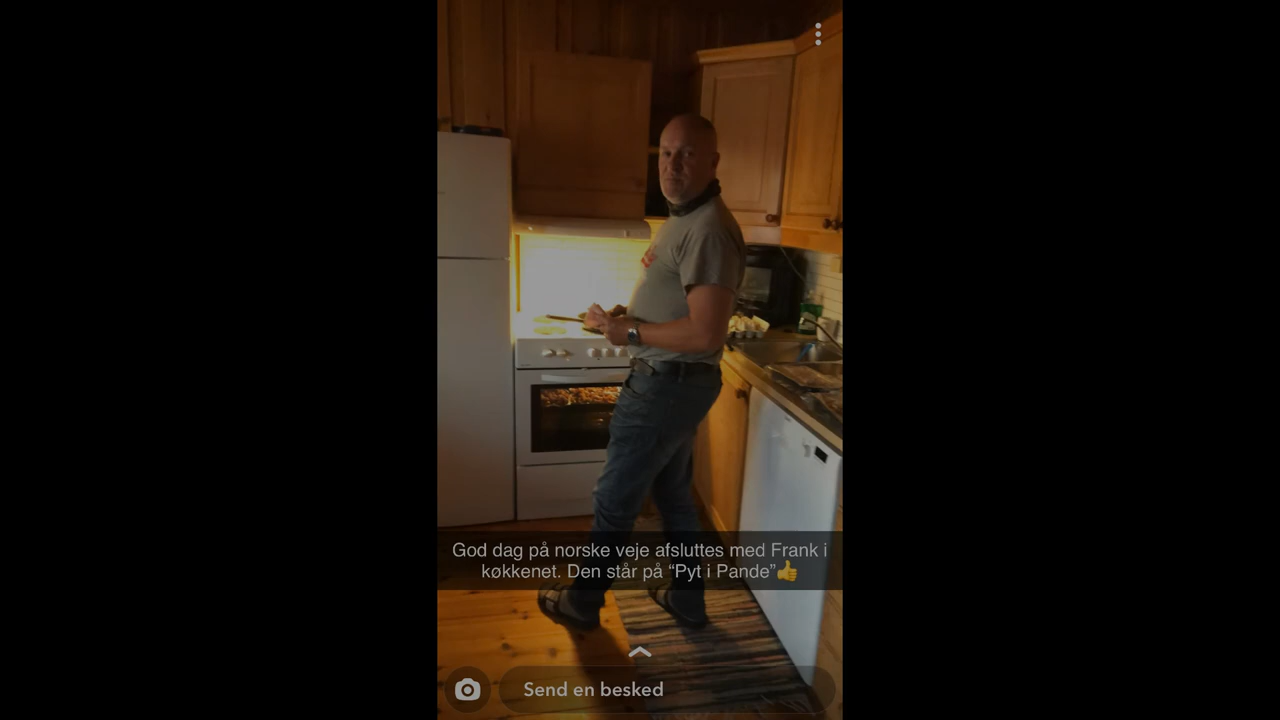 God dag på norske veje afsluttes med Frank i
køkkenet. Den står på “Pyt i Pande”👍
Send en besked